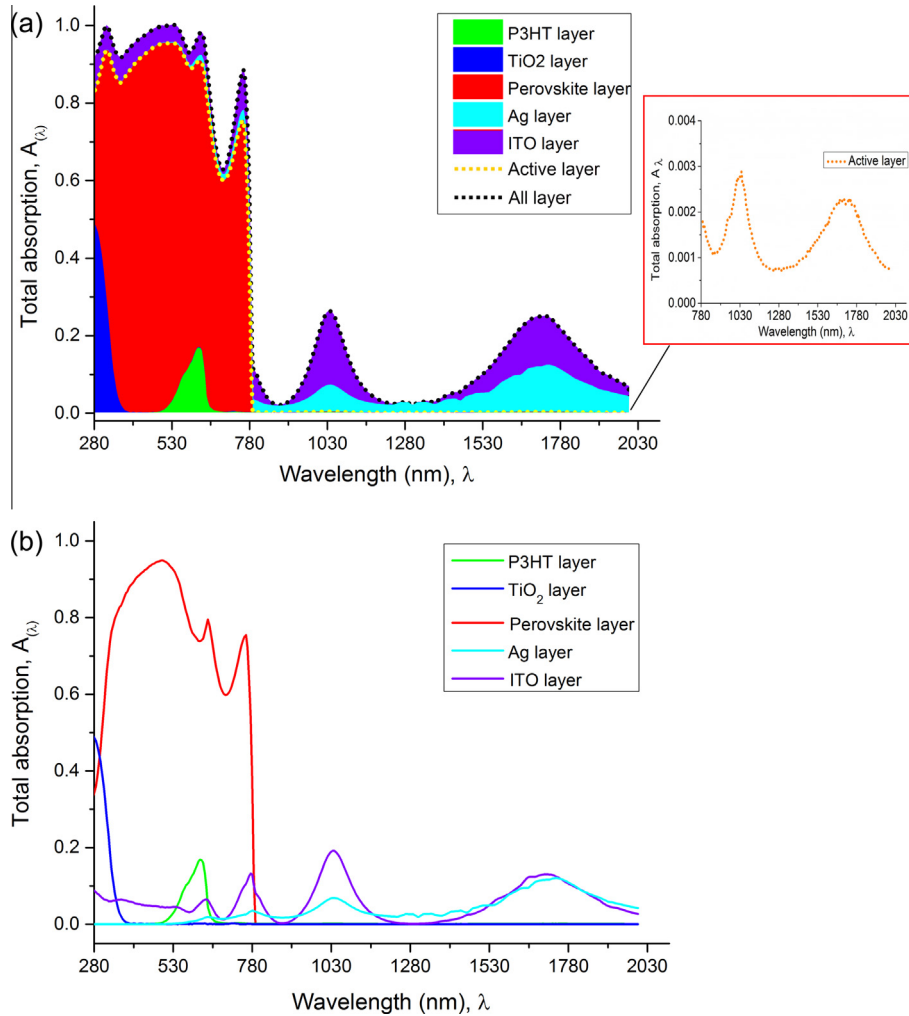 (a)
1.0
0.8
0.6
0.4
0.2
0.0
Total absorption, A(λ)
280 530 780 1030 1280 1530 1780 2030
Wavelength (nm), λ
P3HT layer
TiO2 layer
Perovskite layer
Ag layer
ITO layer
Active layer
All layer
0.004
0.003
0.002
0.001
0.000
Total absorption, A λ
Active layer
780 1030 1280 1530 1780 2030
Wavelength (nm), λ
(b)
1.0
0.8
0.6
0.4
0.2
0.0
Total absorption, A(λ)
280 530 780 1030 1280 1530 1780 2030
Wavelength (nm), λ
P3HT layer
TiO₂ layer
Perovskite layer
Ag layer
ITO layer